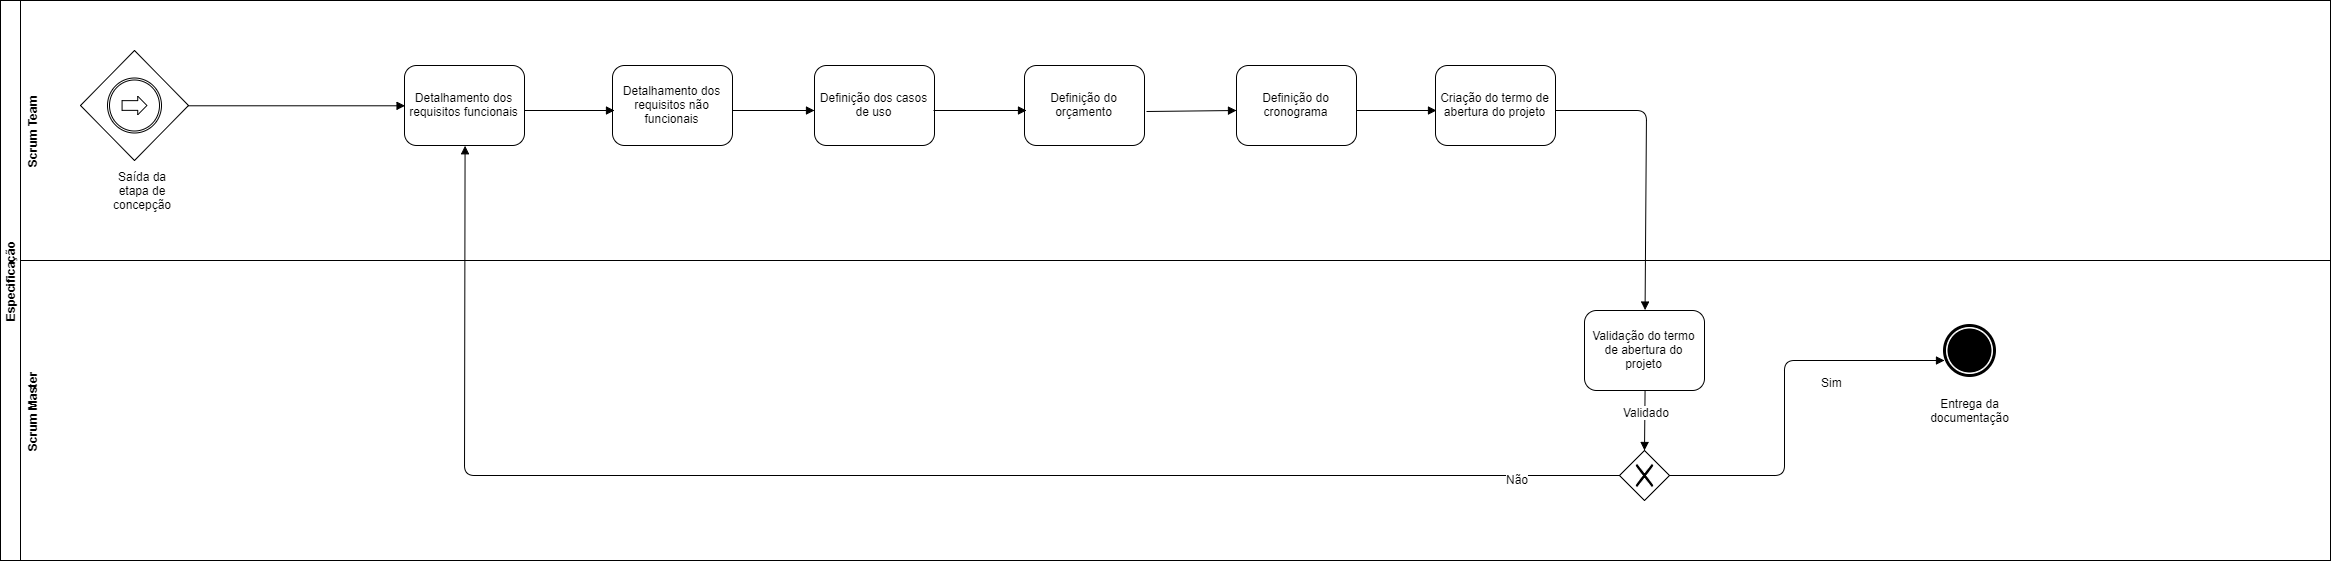 Especificação
Scrum Team
Saída da
etapa de
concepção
Detalhamento dos
requisitos funcionais
Detalhamento dos
requisitos não
funcionais
Definição dos casos
de uso
Definição do
orçamento
Definição do
cronograma
Criação do termo de
abertura do projeto
Scrum Master
Validação do termo
de abertura do
projeto
Validado
Não
Sim
Entrega da
documentação